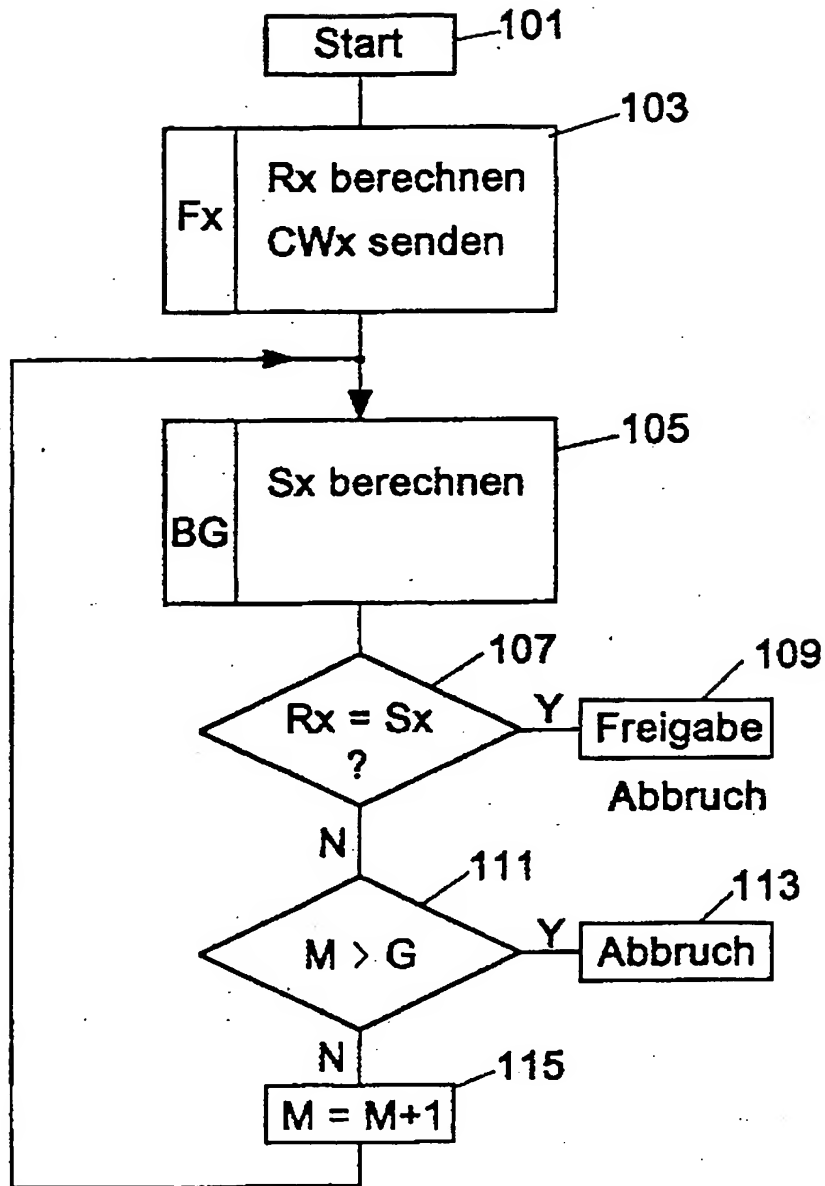 Start
101
103
Fx
Rx berechnen
CWx senden
105
BG
Sx berechnen
107
109
Rx = Sx
?
Y
Freigabe
Abbruch
N
111
113
M > G
Y
Abbruch
N
115
M = M+1